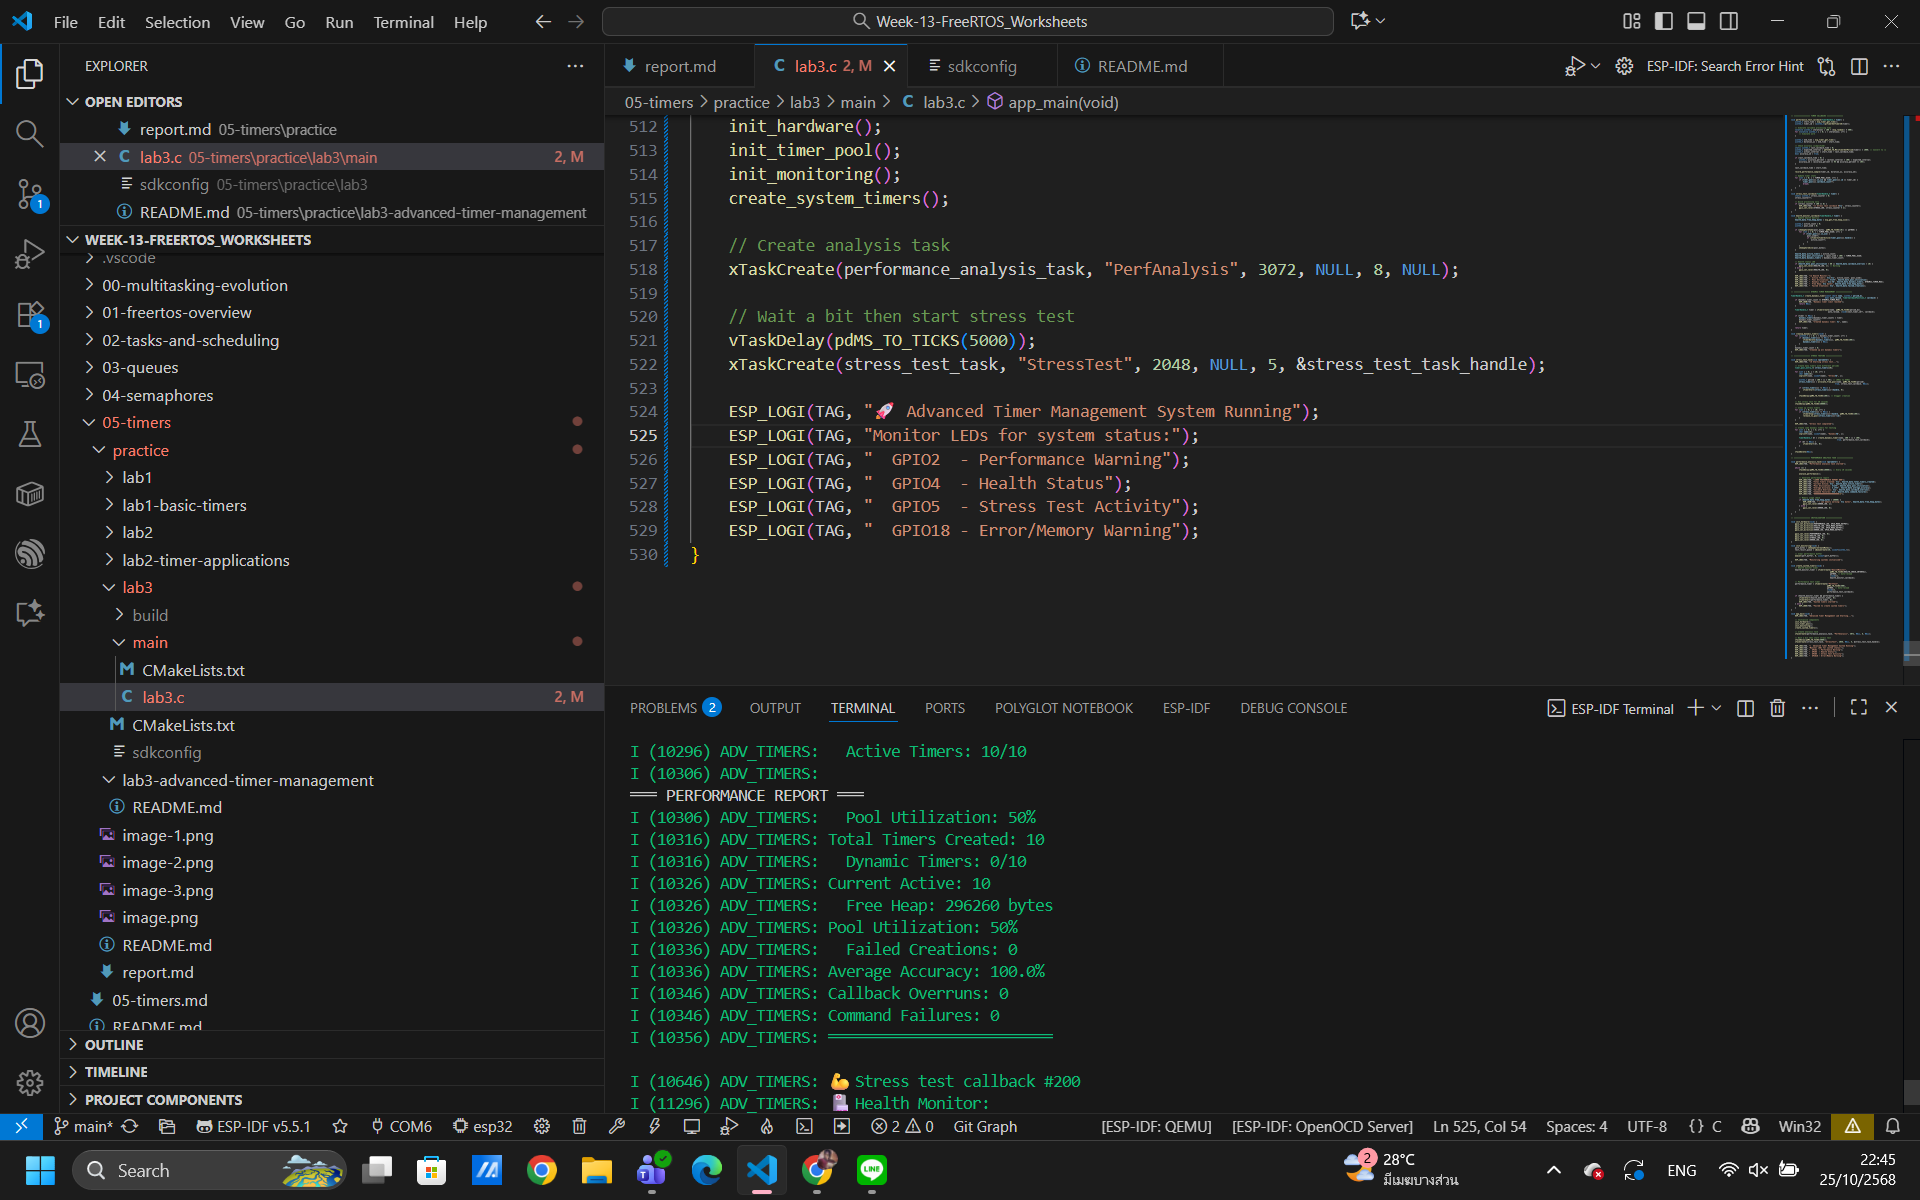 File Edit Selection View Go Run Terminal Help
Week-13-FreeRTOS_Worksheets
EXPLORER
OPEN EDITORS
report.md 05-timers\practice
lab3.c 05-timers\practice\lab3\main 2, M
sdkconfig 05-timers\practice\lab3
README.md 05-timers\practice\lab3-advanced-timer-management
WEEK-13-FREERTOS_WORKSHEETS
.vscode
00-multitasking-evolution
01-freertos-overview
02-tasks-and-scheduling
03-queues
04-semaphores
05-timers
practice
lab1
lab1-basic-timers
lab2
lab2-timer-applications
lab3
build
main
CMakeLists.txt
lab3.c 2, M
CMakeLists.txt
sdkconfig
lab3-advanced-timer-management
README.md
image-1.png
image-2.png
image-3.png
image.png
README.md
report.md
05-timers.md
README.md
OUTLINE
TIMELINE
PROJECT COMPONENTS
report.md
lab3.c 2, M
sdkconfig
README.md
ESP-IDF: Search Error Hint
05-timers > practice > lab3 > main > C lab3.c > app_main(void)
512 init_hardware();
513 init_timer_pool();
514 init_monitoring();
515 create_system_timers();
516
517 // Create analysis task
518 xTaskCreate(performance_analysis_task, "PerfAnalysis", 3072, NULL, 8, NULL);
519
520 // Wait a bit then start stress test
521 vTaskDelay(pdMS_TO_TICKS(5000));
522 xTaskCreate(stress_test_task, "StressTest", 2048, NULL, 5, &stress_test_task_handle);
523
524 ESP_LOGI(TAG, "🚀 Advanced Timer Management System Running");
525 ESP_LOGI(TAG, "Monitor LEDs for system status:");
526 ESP_LOGI(TAG, "  GPIO2  - Performance Warning");
527 ESP_LOGI(TAG, "  GPIO4  - Health Status");
528 ESP_LOGI(TAG, "  GPIO5  - Stress Test Activity");
529 ESP_LOGI(TAG, "  GPIO18 - Error/Memory Warning");
530 }
PROBLEMS 2 OUTPUT TERMINAL PORTS POLYGLOT NOTEBOOK ESP-IDF DEBUG CONSOLE
ESP-IDF Terminal
I (10296) ADV_TIMERS:   Active Timers: 10/10
I (10306) ADV_TIMERS:
═══ PERFORMANCE REPORT ═══
I (10306) ADV_TIMERS:   Pool Utilization: 50%
I (10316) ADV_TIMERS: Total Timers Created: 10
I (10316) ADV_TIMERS:   Dynamic Timers: 0/10
I (10326) ADV_TIMERS: Current Active: 10
I (10326) ADV_TIMERS:   Free Heap: 296260 bytes
I (10326) ADV_TIMERS: Pool Utilization: 50%
I (10336) ADV_TIMERS:   Failed Creations: 0
I (10336) ADV_TIMERS: Average Accuracy: 100.0%
I (10346) ADV_TIMERS: Callback Overruns: 0
I (10346) ADV_TIMERS: Command Failures: 0
I (10356) ADV_TIMERS: ═════════════════════════
I (10646) ADV_TIMERS: 💪 Stress test callback #200
I (11296) ADV_TIMERS: 🏥 Health Monitor:
main* ESP-IDF v5.5.1 COM6 esp32 2 0 Git Graph [ESP-IDF: QEMU] [ESP-IDF: OpenOCD Server] Ln 525, Col 54 Spaces: 4 UTF-8 {} C Win32
Search
2 28°C
มีเมฆบางส่วน
ENG
22:45
25/10/2568